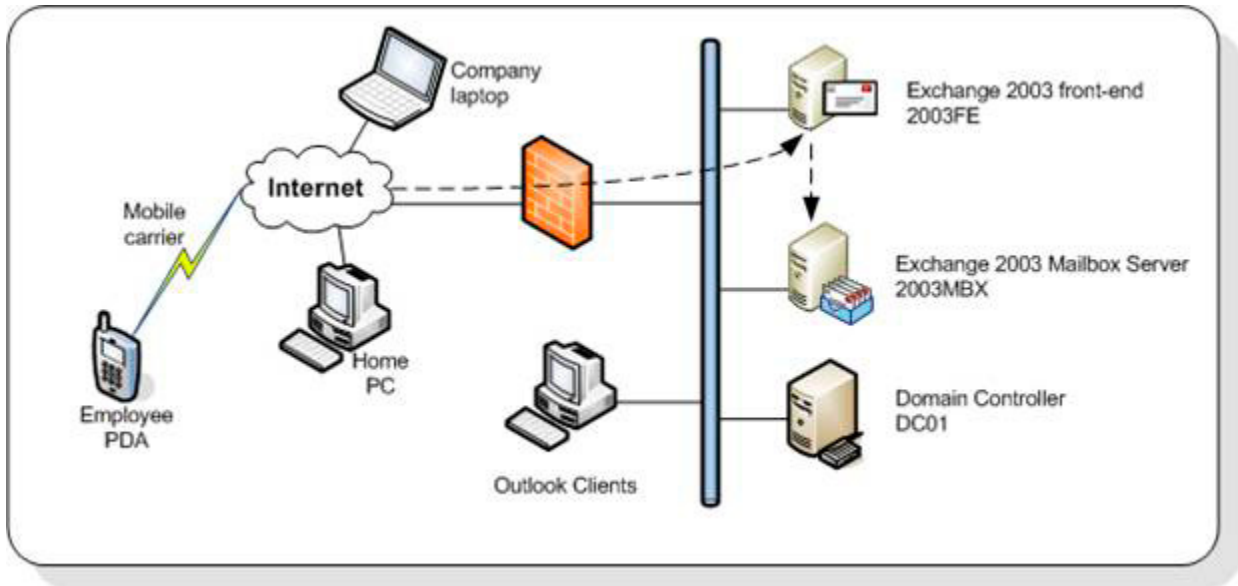 Company
laptop
Internet
Mobile
carrier
Employee
PDA
Home
PC
Outlook Clients
Exchange 2003 front-end
2003FE
Exchange 2003 Mailbox Server
2003MBX
Domain Controller
DC01